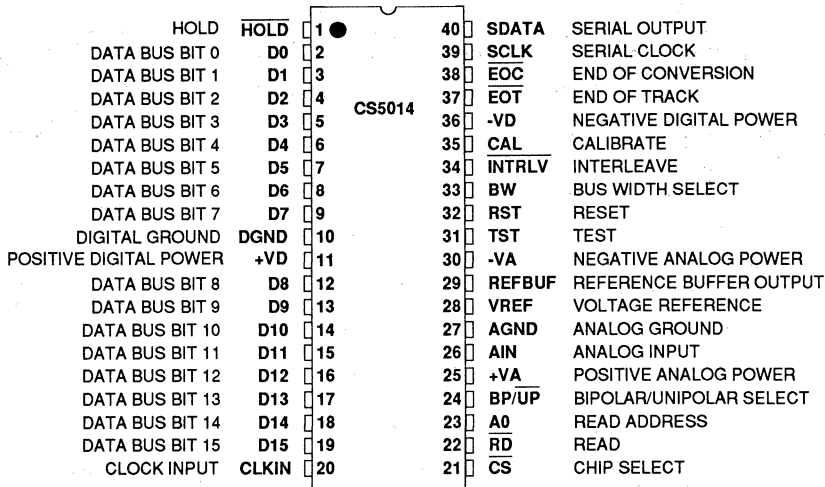 HOLD HOLD 1 40 SDATA SERIAL OUTPUT
DATA BUS BIT 0 D0 2 39 SCLK SERIAL CLOCK
DATA BUS BIT 1 D1 3 38 EOC END OF CONVERSION
DATA BUS BIT 2 D2 4 37 EOT END OF TRACK
CS5014
DATA BUS BIT 3 D3 5 36 -VD NEGATIVE DIGITAL POWER
DATA BUS BIT 4 D4 6 35 CAL CALIBRATE
DATA BUS BIT 5 D5 7 34 INTRLV INTERLEAVE
DATA BUS BIT 6 D6 8 33 BW BUS WIDTH SELECT
DATA BUS BIT 7 D7 9 32 RST RESET
DIGITAL GROUND DGND 10 31 TST TEST
POSITIVE DIGITAL POWER +VD 11 30 -VA NEGATIVE ANALOG POWER
DATA BUS BIT 8 D8 12 29 REFBUF REFERENCE BUFFER OUTPUT
DATA BUS BIT 9 D9 13 28 VREF VOLTAGE REFERENCE
DATA BUS BIT 10 D10 14 27 AGND ANALOG GROUND
DATA BUS BIT 11 D11 15 26 AIN ANALOG INPUT
DATA BUS BIT 12 D12 16 25 +VA POSITIVE ANALOG POWER
DATA BUS BIT 13 D13 17 24 BP/UP BIPOLAR/UNIPOLAR SELECT
DATA BUS BIT 14 D14 18 23 A0 READ ADDRESS
DATA BUS BIT 15 D15 19 22 RD READ
CLOCK INPUT CLKIN 20 21 CS CHIP SELECT